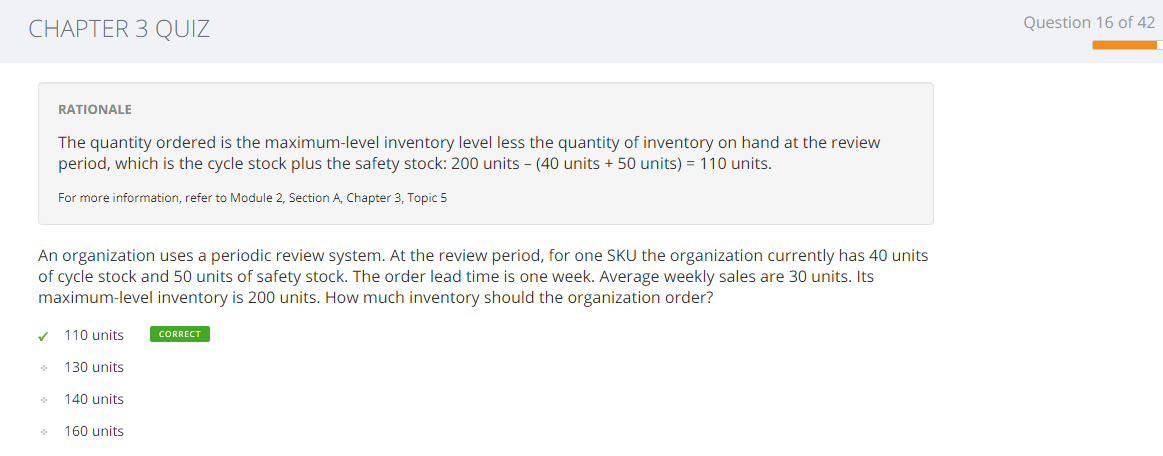 CHAPTER 3 QUIZ
Question 16 of 42
RATIONALE
The quantity ordered is the maximum-level inventory level less the quantity of inventory on hand at the review
period, which is the cycle stock plus the safety stock: 200 units – (40 units + 50 units) = 110 units.
For more information, refer to Module 2, Section A, Chapter 3, Topic 5
An organization uses a periodic review system. At the review period, for one SKU the organization currently has 40 units
of cycle stock and 50 units of safety stock. The order lead time is one week. Average weekly sales are 30 units. Its
maximum-level inventory is 200 units. How much inventory should the organization order?
110 units CORRECT
130 units
140 units
160 units